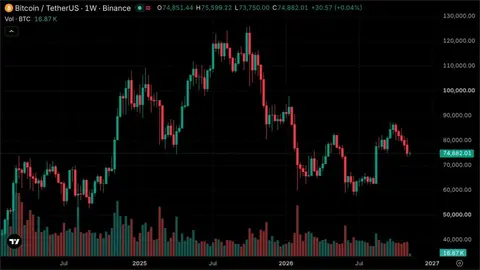 Bitcoin / TetherUS · 1W · Binance O74,851.44 H75,599.22 L73,750.00 C74,882.01 +30.57 (+0.04%)
Vol · BTC 16.87 K
130,000.00
120,000.00
110,000.00
100,000.00
90,000.00
80,000.00
74,882.01
70,000.00
60,000.00
50,000.00
40,000.00
16.87 K
Jul 2025 Jul 2026 Jul 2027